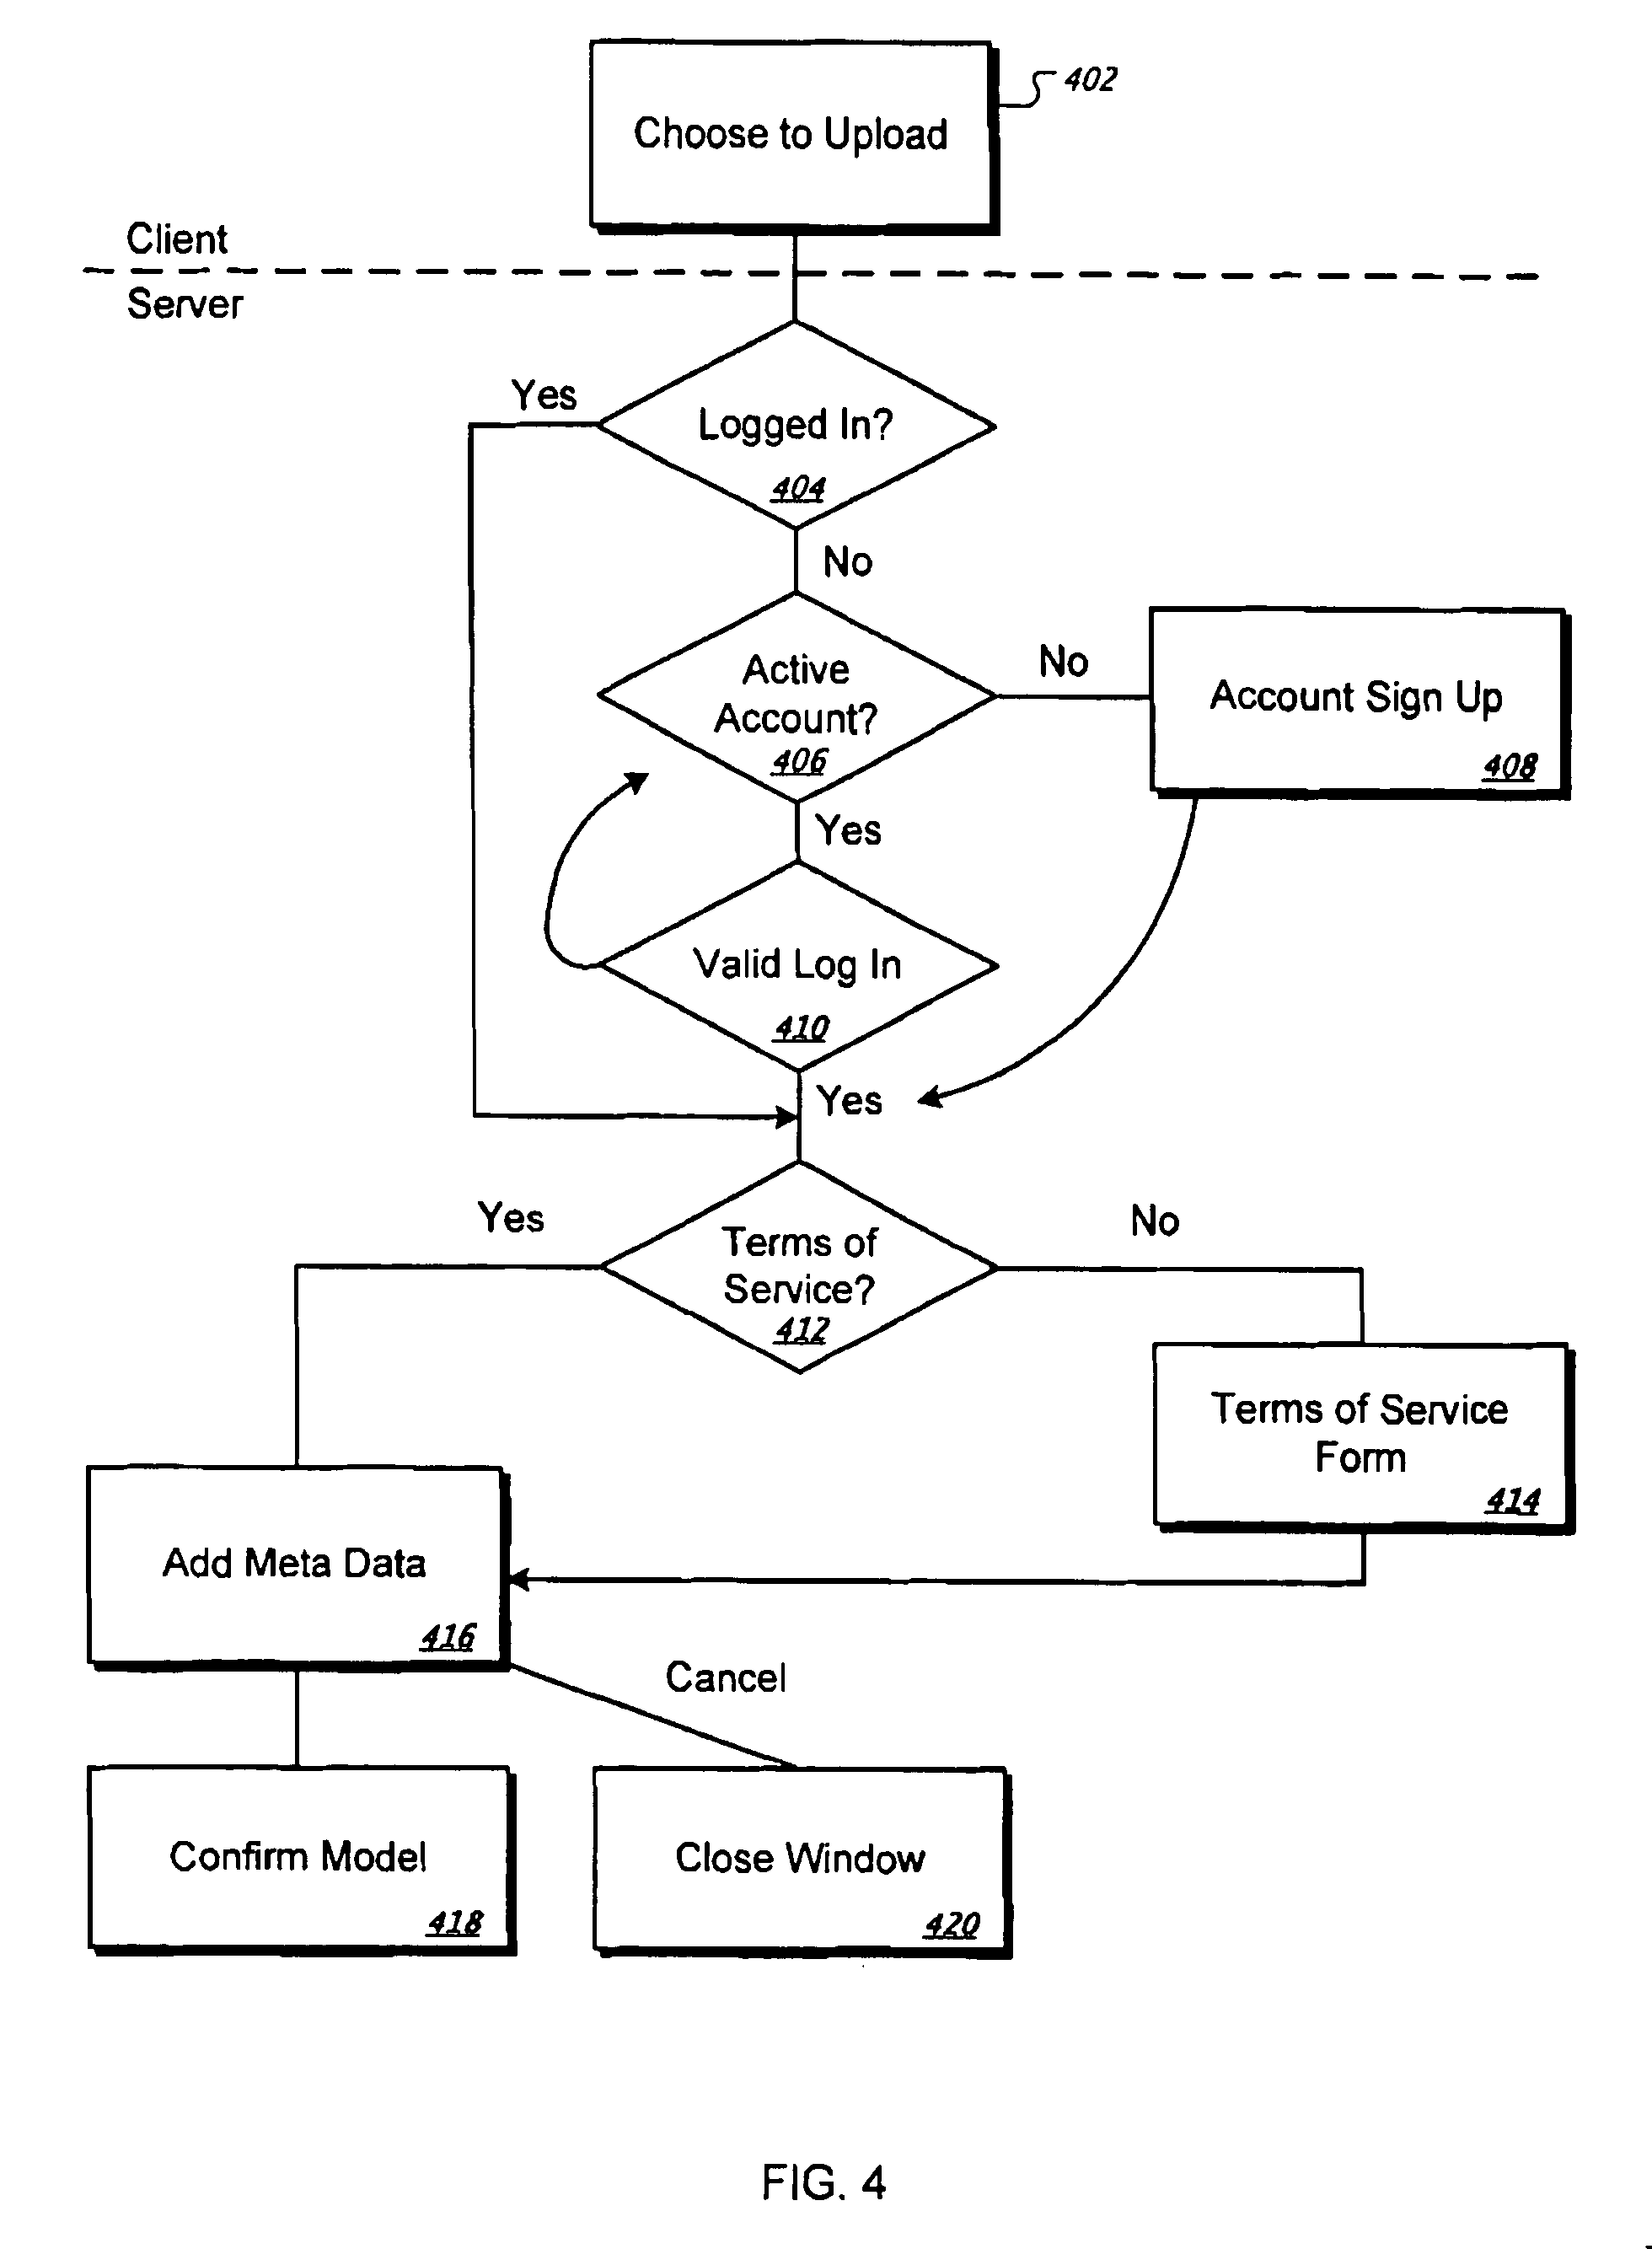 402
Choose to Upload
Client
Server
Yes
Logged In?
404
No
Active
Account?
406
No
Account Sign Up
408
Yes
Valid Log In
410
Yes
Yes
Terms of
Service?
412
No
Terms of Service
Form
414
Add Meta Data
416
Cancel
Confirm Model
418
Close Window
420
FIG. 4